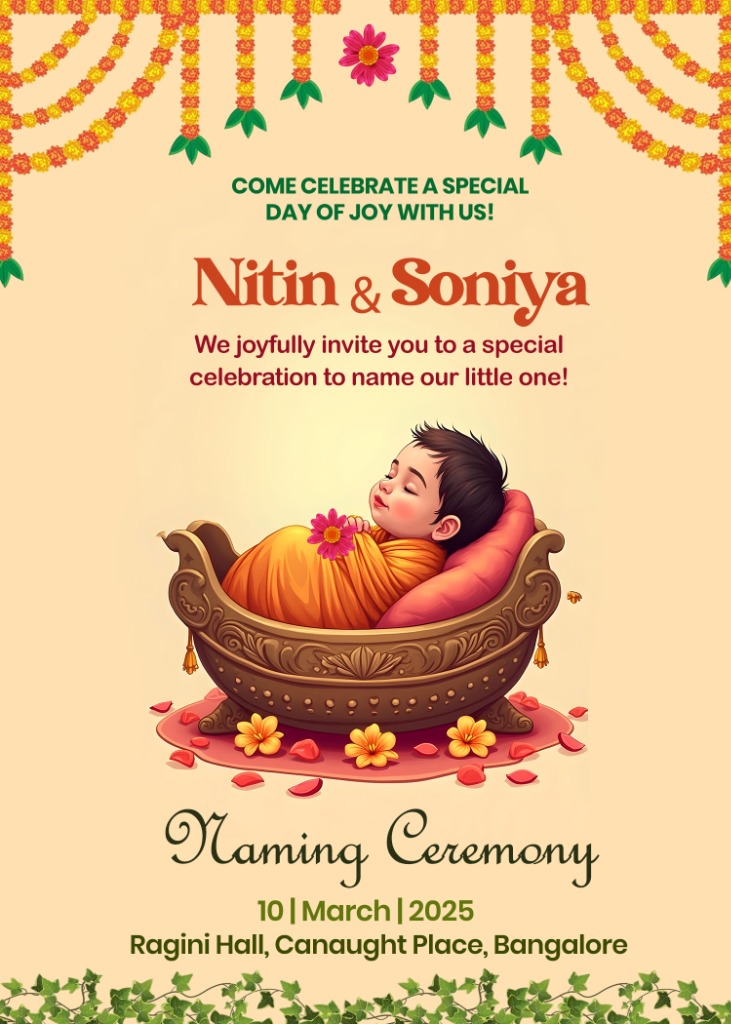 COME CELEBRATE A SPECIAL
DAY OF JOY WITH US!
Nitin & Soniya
We joyfully invite you to a special
celebration to name our little one!
Naming Ceremony
10 | March | 2025
Ragini Hall, Canaught Place, Bangalore